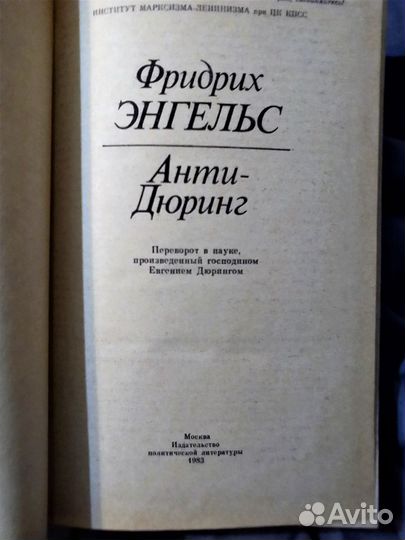 соединяйтесь!
ИНСТИТУТ МАРКСИЗМА-ЛЕНИНИЗМА при ЦК КПСС
Фридрих
ЭНГЕЛЬС
Анти-
Дюринг
Переворот в науке,
произведенный господином
Евгением Дюрингом
Москва
Издательство
политической литературы
1983
Avito